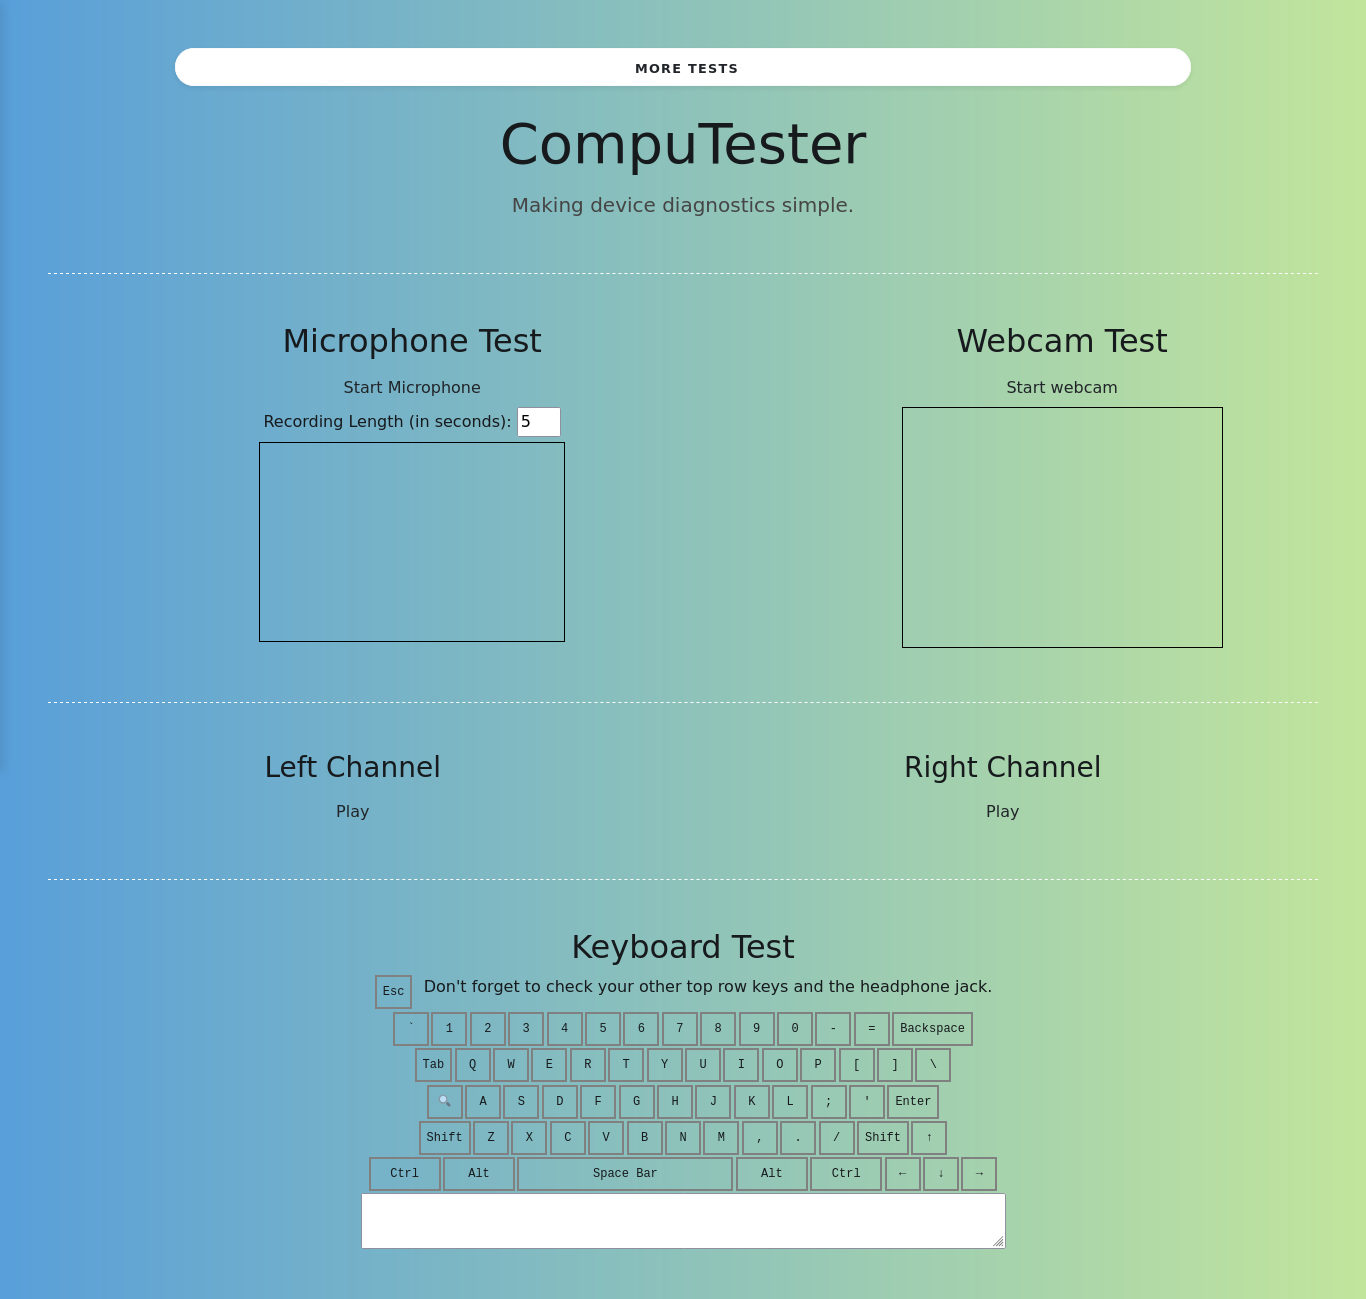 MORE TESTS
CompuTester
Making device diagnostics simple.
Microphone Test
Start Microphone
Recording Length (in seconds): 5
Webcam Test
Start webcam
Left Channel
Play
Right Channel
Play
Keyboard Test
Esc Don't forget to check your other top row keys and the headphone jack.
` 1 2 3 4 5 6 7 8 9 0 - = Backspace
Tab Q W E R T Y U I O P [ ] \
🔍 A S D F G H J K L ; ' Enter
Shift Z X C V B N M , . / Shift ↑
Ctrl Alt Space Bar Alt Ctrl ← ↓ →